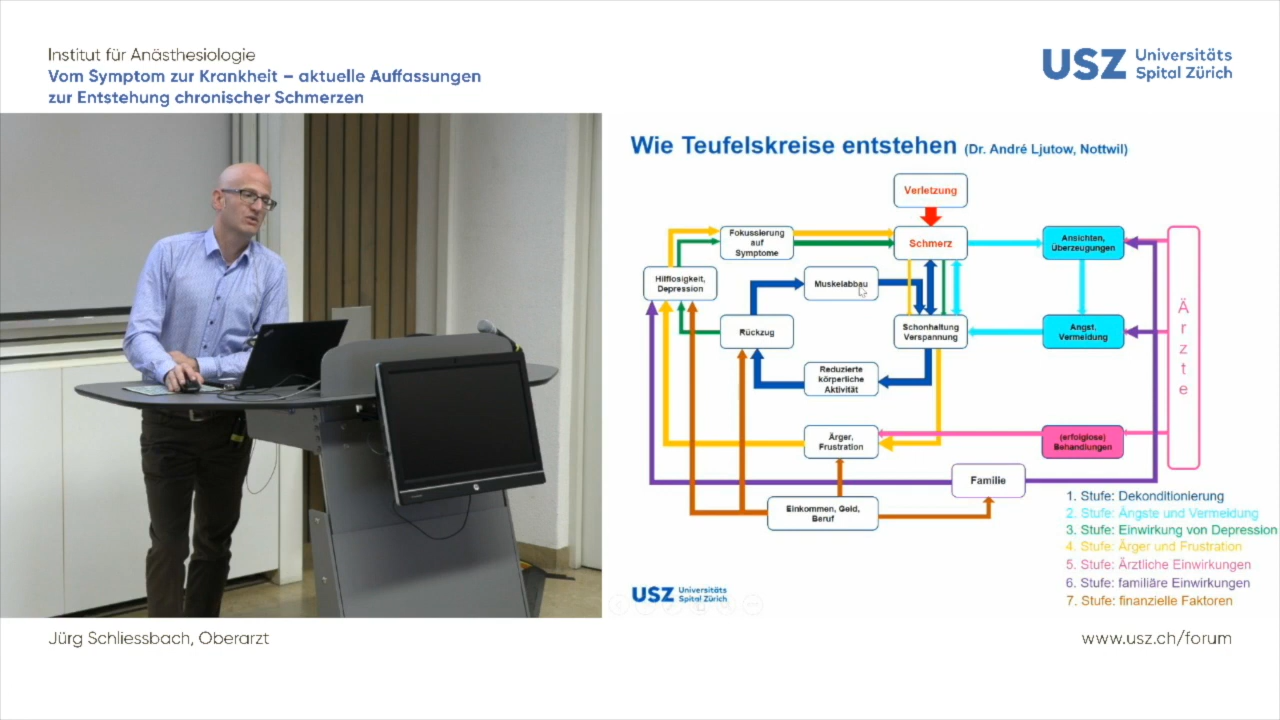 Institut für Anästhesiologie
Vom Symptom zur Krankheit – aktuelle Auffassungen
zur Entstehung chronischer Schmerzen
USZ Universitäts
Spital Zürich
Wie Teufelskreise entstehen (Dr. André Ljutow, Nottwil)
Verletzung
Fokussierung
auf
Symptome
Schmerz
Ansichten,
Überzeugungen
Hilflosigkeit,
Depression
Muskelabbau
Rückzug
Schonhaltung
Verspannung
Angst,
Vermeidung
Reduzierte
körperliche
Aktivität
Ärzte
Ärger,
Frustration
(erfolglose)
Behandlungen
Familie
Einkommen, Geld,
Beruf
1. Stufe: Dekonditionierung
2. Stufe: Ängste und Vermeidung
3. Stufe: Einwirkung von Depression
4. Stufe: Ärger und Frustration
5. Stufe: Ärztliche Einwirkungen
6. Stufe: familiäre Einwirkungen
7. Stufe: finanzielle Faktoren
USZ Universitäts
Spital Zürich
Jürg Schliessbach, Oberarzt
www.usz.ch/forum